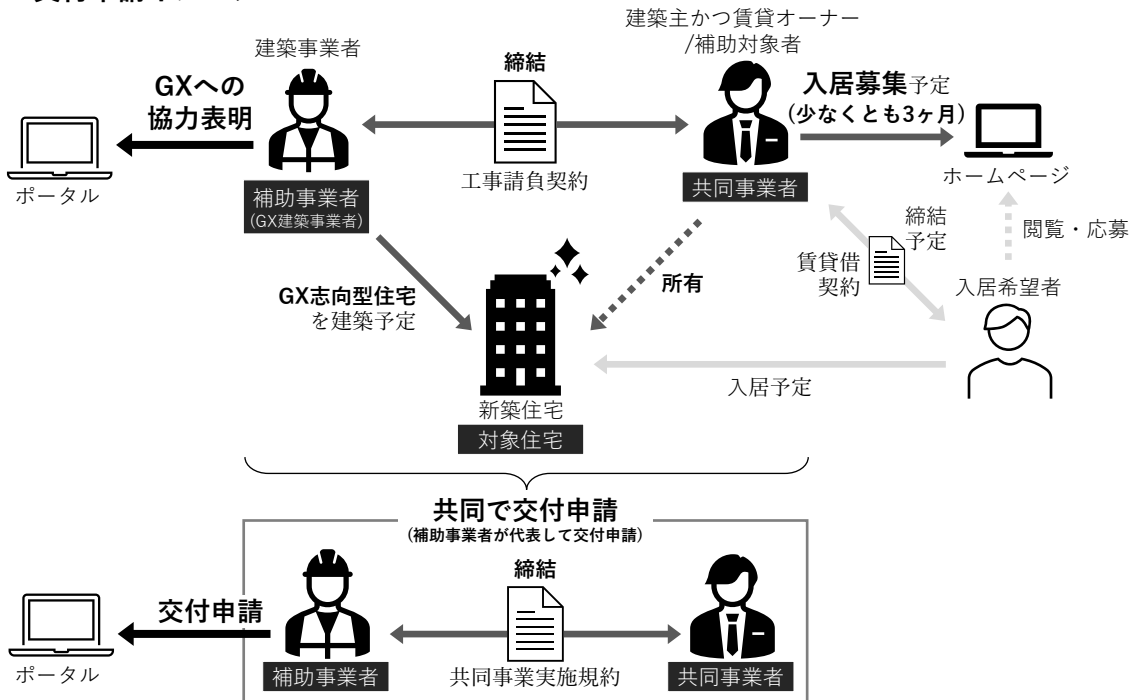 建築事業者
建築主かつ賃貸オーナー
/補助対象者
GXへの
協力表明
締結
入居募集予定
(少なくとも3ヶ月)
ポータル
補助事業者
(GX建築事業者)
工事請負契約
共同事業者
ホームページ
締結
予定
閲覧・応募
賃貸借
契約
入居希望者
GX志向型住宅
を建築予定
所有
入居予定
新築住宅
対象住宅
共同で交付申請
(補助事業者が代表して交付申請)
締結
交付申請
ポータル
補助事業者
共同事業実施規約
共同事業者